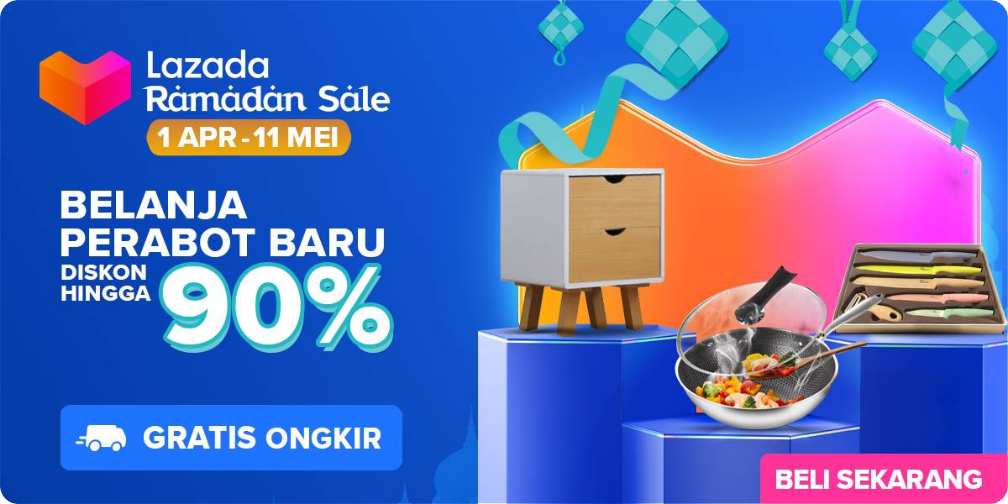 Lazada
Ramadan Sale
1 APR - 11 MEI
BELANJA
PERABOT BARU
DISKON
HINGGA
90%
GRATIS ONGKIR
BELI SEKARANG